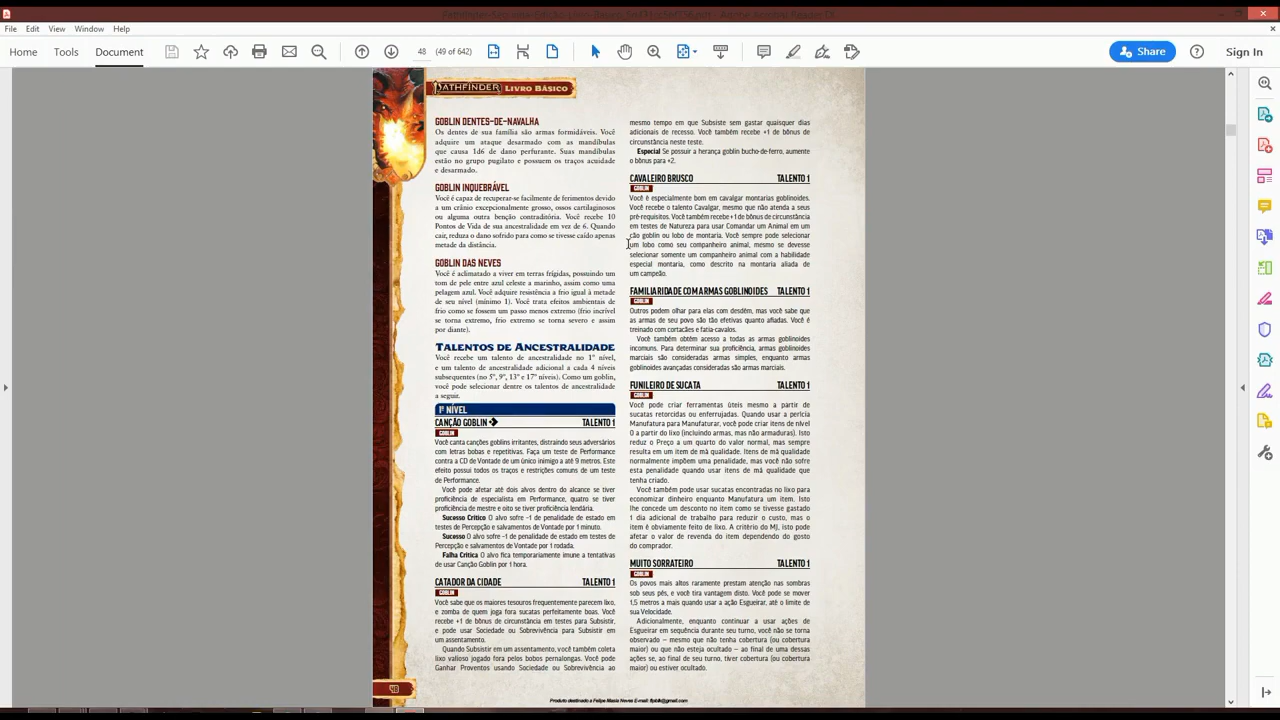 File Edit View Window Help
Home Tools Document
48 (49 of 642)
Share
Sign In
PATHFINDER LIVRO BÁSICO
GOBLIN DENTES-DE-NAVALHA
Os dentes de sua família são armas formidáveis. Você
adquire um ataque desarmado com as mandíbulas
que causa 1d6 de dano perfurante. Suas mandíbulas
estão no grupo pugilato e possuem os traços acuidade
e desarmado.
GOBLIN INQUEBRÁVEL
Você é capaz de recuperar-se facilmente de ferimentos devido
a um crânio excepcionalmente grosso, ossos cartilaginosos
ou alguma outra benção contraditória. Você recebe 10
Pontos de Vida de sua ancestralidade em vez de 6. Quando
cair, reduza o dano sofrido para como se tivesse caído apenas
metade da distância.
GOBLIN DAS NEVES
Você é aclimatado a viver em terras frígidas, possuindo um
tom de pele entre azul celeste a marinho, assim como uma
pelagem azul. Você adquire resistência a frio igual à metade
de seu nível (mínimo 1). Você trata efeitos ambientais de
frio como se fossem um passo menos extremo (frio incrível
se torna extremo, frio extremo se torna severo e assim
por diante).
TALENTOS DE ANCESTRALIDADE
Você recebe um talento de ancestralidade no 1º nível,
e um talento de ancestralidade adicional a cada 4 níveis
subsequentes (no 5º, 9º, 13º e 17º níveis). Como um goblin,
você pode selecionar dentre os talentos de ancestralidade
a seguir.
1º NÍVEL
CANÇÃO GOBLIN TALENTO 1
GOBLIN
Você canta canções goblins irritantes, distraindo seus adversários
com letras bobas e repetitivas. Faça um teste de Performance
contra a CD de Vontade de um único inimigo a até 9 metros. Este
efeito possui todos os traços e restrições comuns de um teste
de Performance.
Você pode afetar até dois alvos dentro do alcance se tiver
proficiência de especialista em Performance, quatro se tiver
proficiência de mestre e oito se tiver proficiência lendária.
Sucesso Crítico O alvo sofre -1 de penalidade de estado em
testes de Percepção e salvamentos de Vontade por 1 minuto.
Sucesso O alvo sofre -1 de penalidade de estado em testes de
Percepção e salvamentos de Vontade por 1 rodada.
Falha Crítica O alvo fica temporariamente imune a tentativas
de usar Canção Goblin por 1 hora.
CATADOR DA CIDADE TALENTO 1
GOBLIN
Você sabe que os maiores tesouros frequentemente parecem lixo,
e zomba de quem joga fora sucatas perfeitamente boas. Você
recebe +1 de bônus de circunstância em testes para Subsistir,
e pode usar Sociedade ou Sobrevivência para Subsistir em
um assentamento.
Quando Subsistir em um assentamento, você também coleta
lixo valioso jogado fora pelos bobos pernalongas. Você pode
Ganhar Proventos usando Sociedade ou Sobrevivência ao
mesmo tempo em que Subsiste sem gastar quaisquer dias
adicionais de recesso. Você também recebe +1 de bônus de
circunstância neste teste.
Especial Se possuir a herança goblin bucho-de-ferro, aumente
o bônus para +2.
CAVALEIRO BRUSCO TALENTO 1
GOBLIN
Você é especialmente bom em cavalgar montarias goblinoides.
Você recebe o talento Cavalgar, mesmo que não atenda a seus
pré-requisitos. Você também recebe +1 de bônus de circunstância
em testes de Natureza para usar Comandar um Animal em um
cão goblin ou lobo de montaria. Você sempre pode selecionar
um lobo como seu companheiro animal, mesmo se devesse
selecionar somente um companheiro animal com a habilidade
especial montaria, como descrito na montaria aliada de
um campeão.
FAMILIARIDADE COM ARMAS GOBLINOIDES TALENTO 1
GOBLIN
Outros podem olhar para elas com desdém, mas você sabe que
as armas de seu povo são tão efetivas quanto afiadas. Você é
treinado com cortacães e fatia-cavalos.
Você também obtém acesso a todas as armas goblinoides
incomuns. Para determinar sua proficiência, armas goblinoides
marciais são consideradas armas simples, enquanto armas
goblinoides avançadas consideradas são armas marciais.
FUNILEIRO DE SUCATA TALENTO 1
GOBLIN
Você pode criar ferramentas úteis mesmo a partir de
sucatas retorcidas ou enferrujadas. Quando usar a perícia
Manufatura para Manufaturar, você pode criar itens de nível
0 a partir do lixo (incluindo armas, mas não armaduras). Isto
reduz o Preço a um quarto do valor normal, mas sempre
resulta em um item de má qualidade. Itens de má qualidade
normalmente impõem uma penalidade, mas você não sofre
esta penalidade quando usar itens de má qualidade que
tenha criado.
Você também pode usar sucatas encontradas no lixo para
economizar dinheiro enquanto Manufatura um item. Isto
lhe concede um desconto no item como se tivesse gastado
1 dia adicional de trabalho para reduzir o custo, mas o
item é obviamente feito de lixo. A critério do MJ, isto pode
afetar o valor de revenda do item dependendo do gosto
do comprador.
MUITO SORRATEIRO TALENTO 1
GOBLIN
Os povos mais altos raramente prestam atenção nas sombras
sob seus pés, e você tira vantagem disto. Você pode se mover
1,5 metros a mais quando usar a ação Esgueirar, até o limite de
sua Velocidade.
Adicionalmente, enquanto continuar a usar ações de
Esgueirar em sequência durante seu turno, você não se torna
observado – mesmo que não tenha cobertura (ou cobertura
maior) ou que não esteja ocultado – ao final de uma dessas
ações se, ao final de seu turno, tiver cobertura (ou cobertura
maior) ou estiver ocultado.